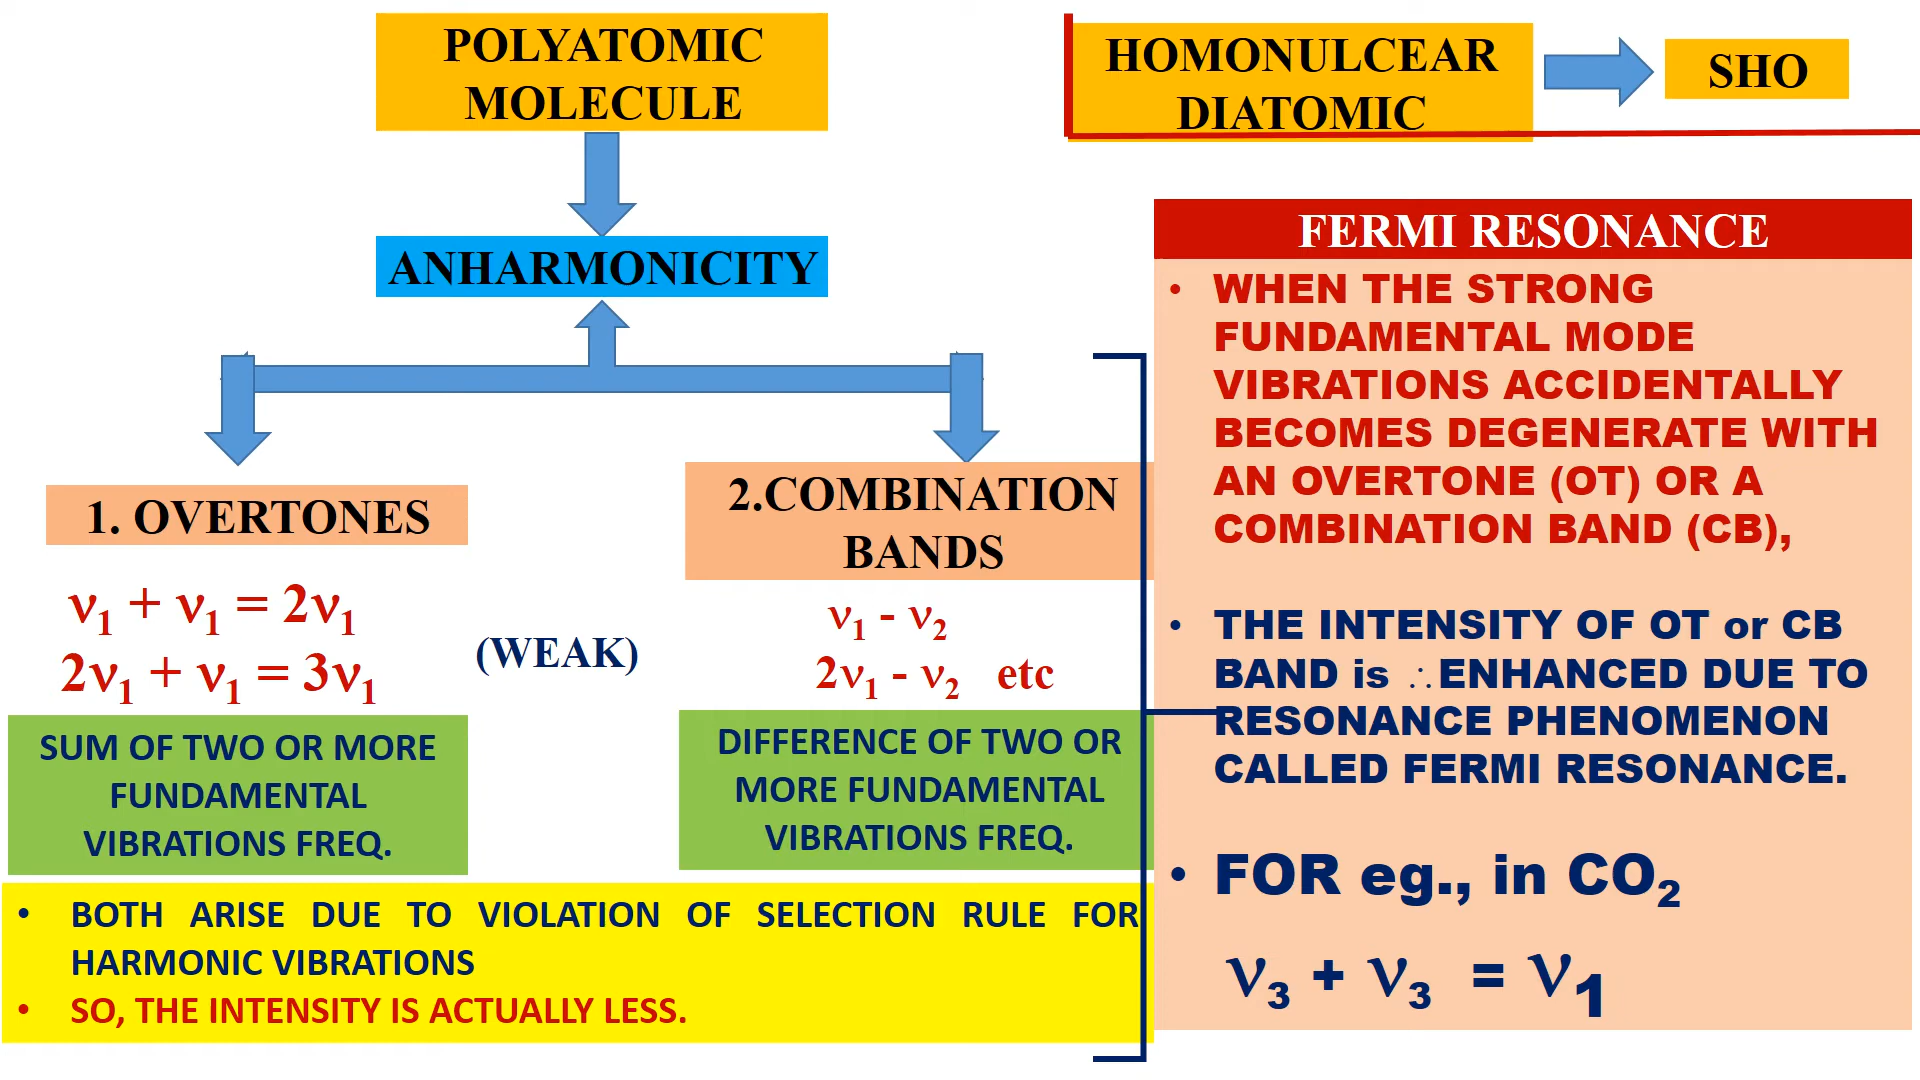 POLYATOMIC
MOLECULE
HOMONULCEAR
DIATOMIC
SHO
ANHARMONICITY
1. OVERTONES
ν₁ + ν₁ = 2ν₁
2ν₁ + ν₁ = 3ν₁
(WEAK)
SUM OF TWO OR MORE
FUNDAMENTAL
VIBRATIONS FREQ.
2.COMBINATION
BANDS
ν₁ - ν₂
2ν₁ - ν₂ etc
DIFFERENCE OF TWO OR
MORE FUNDAMENTAL
VIBRATIONS FREQ.
• BOTH ARISE DUE TO VIOLATION OF SELECTION RULE FOR
HARMONIC VIBRATIONS
• SO, THE INTENSITY IS ACTUALLY LESS.
FERMI RESONANCE
• WHEN THE STRONG
FUNDAMENTAL MODE
VIBRATIONS ACCIDENTALLY
BECOMES DEGENERATE WITH
AN OVERTONE (OT) OR A
COMBINATION BAND (CB),
• THE INTENSITY OF OT or CB
BAND is ∴ENHANCED DUE TO
RESONANCE PHENOMENON
CALLED FERMI RESONANCE.
• FOR eg., in CO₂
ν₃ + ν₃ = ν₁